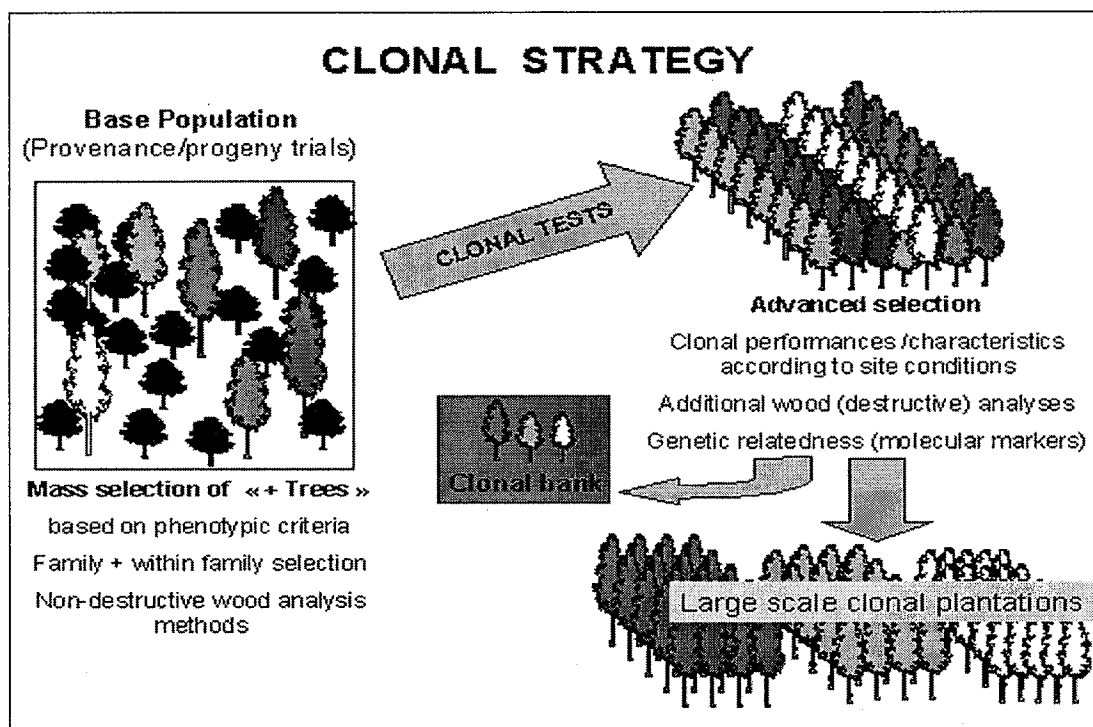 CLONAL STRATEGY
Base Population
(Provenance/progeny trials)
CLONAL TESTS
Mass selection of «+ Trees»
based on phenotypic criteria
Family + within family selection
Non-destructive wood analysis
methods
Advanced selection
Clonal performances /characteristics
according to site conditions
Additional wood (destructive) analyses
Genetic relatedness (molecular markers)
Clonal bank
Large scale clonal plantations